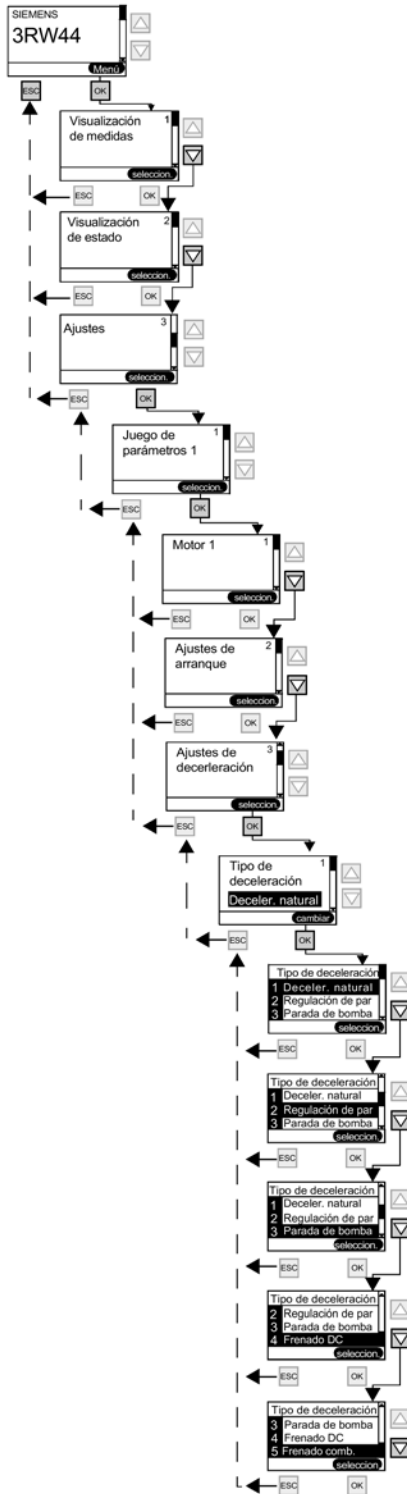 SIEMENS
3RW44
Menú
ESC
OK
Visualización
de medidas
1
seleccion.
ESC
OK
Visualización
de estado
2
seleccion.
ESC
OK
Ajustes
3
seleccion.
ESC
OK
Juego de
parámetros 1
1
seleccion.
ESC
OK
Motor 1
1
seleccion.
ESC
OK
Ajustes de
arranque
2
seleccion.
ESC
OK
Ajustes de
decerleración
3
seleccion.
ESC
OK
Tipo de
deceleración
1
Deceler. natural
cambiar
ESC
OK
Tipo de deceleración
1 Deceler. natural
2 Regulación de par
3 Parada de bomba
seleccion.
ESC
OK
Tipo de deceleración
1 Deceler. natural
2 Regulación de par
3 Parada de bomba
seleccion.
ESC
OK
Tipo de deceleración
1 Deceler. natural
2 Regulación de par
3 Parada de bomba
seleccion.
ESC
OK
Tipo de deceleración
2 Regulación de par
3 Parada de bomba
4 Frenado DC
seleccion.
ESC
OK
Tipo de deceleración
3 Parada de bomba
4 Frenado DC
5 Frenado comb.
seleccion.
ESC
OK